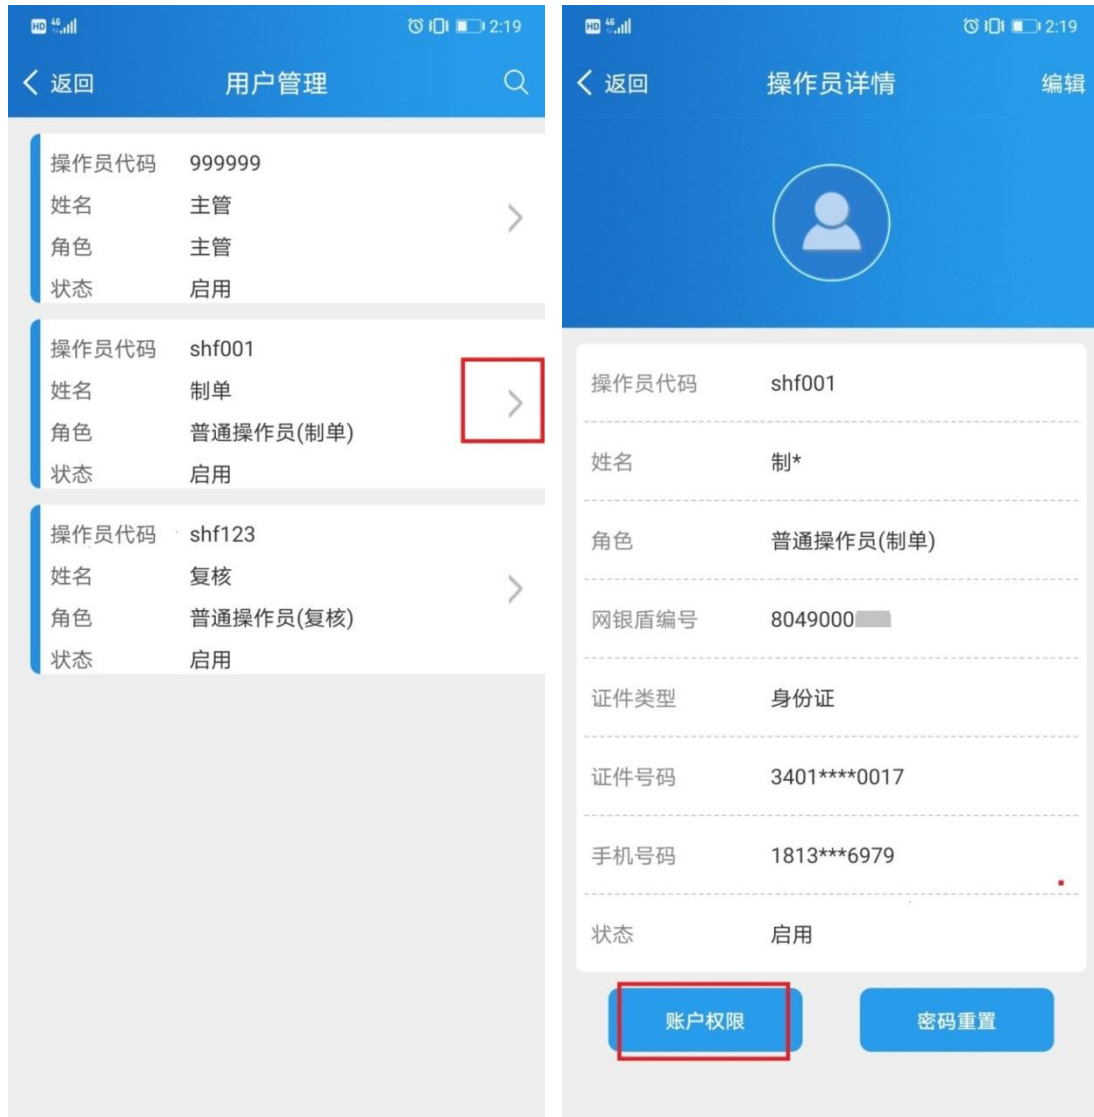 HD 4G 2:19
返回 用户管理
操作员代码 999999
姓名 主管
角色 主管
状态 启用
操作员代码 shf001
姓名 制单
角色 普通操作员(制单)
状态 启用
操作员代码 shf123
姓名 复核
角色 普通操作员(复核)
状态 启用
HD 4G 2:19
返回 操作员详情 编辑
操作员代码 shf001
姓名 制*
角色 普通操作员(制单)
网银盾编号 8049000
证件类型 身份证
证件号码 3401****0017
手机号码 1813***6979
状态 启用
账户权限 密码重置